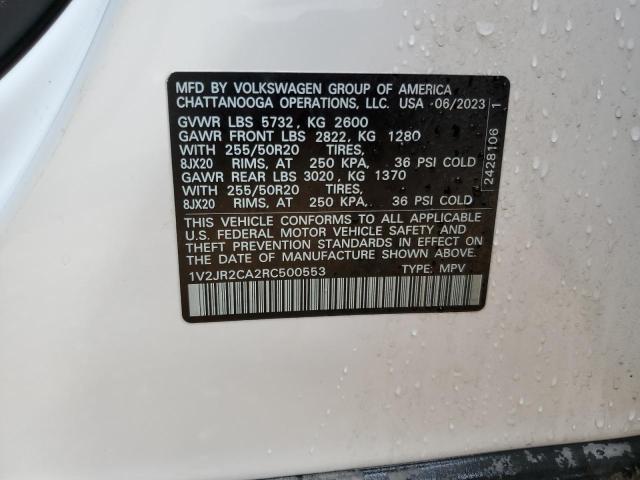 MFD BY VOLKSWAGEN GROUP OF AMERICA
CHATTANOOGA OPERATIONS, LLC. USA 06/2023
GVWR LBS 5732, KG 2600
GAWR FRONT LBS 2822, KG 1280
WITH 255/50R20 TIRES,
8JX20 RIMS, AT 250 KPA, 36 PSI COLD
GAWR REAR LBS 3020, KG 1370
WITH 255/50R20 TIRES,
8JX20 RIMS, AT 250 KPA, 36 PSI COLD
THIS VEHICLE CONFORMS TO ALL APPLICABLE
U.S. FEDERAL MOTOR VEHICLE SAFETY AND
THEFT PREVENTION STANDARDS IN EFFECT ON
THE DATE OF MANUFACTURE SHOWN ABOVE.
1V2JR2CA2RC500553 TYPE: MPV
2428106 1